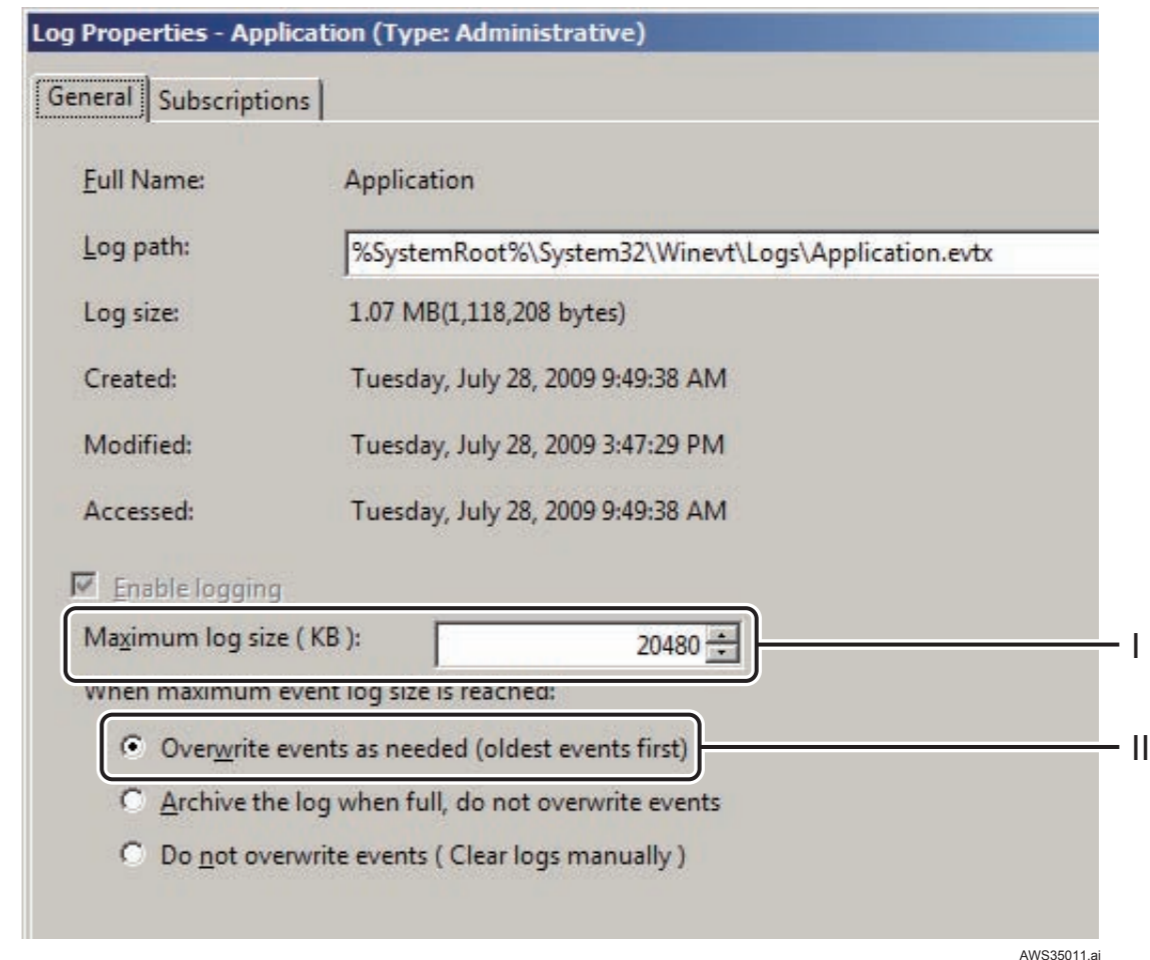 Log Properties - Application (Type: Administrative)
General Subscriptions
Full Name: Application
Log path: %SystemRoot%\System32\Winevt\Logs\Application.evtx
Log size: 1.07 MB(1,118,208 bytes)
Created: Tuesday, July 28, 2009 9:49:38 AM
Modified: Tuesday, July 28, 2009 3:47:29 PM
Accessed: Tuesday, July 28, 2009 9:49:38 AM
Enable logging
Maximum log size ( KB ): 20480 I
When maximum event log size is reached:
Overwrite events as needed (oldest events first) II
Archive the log when full, do not overwrite events
Do not overwrite events ( Clear logs manually )
AWS35011.ai